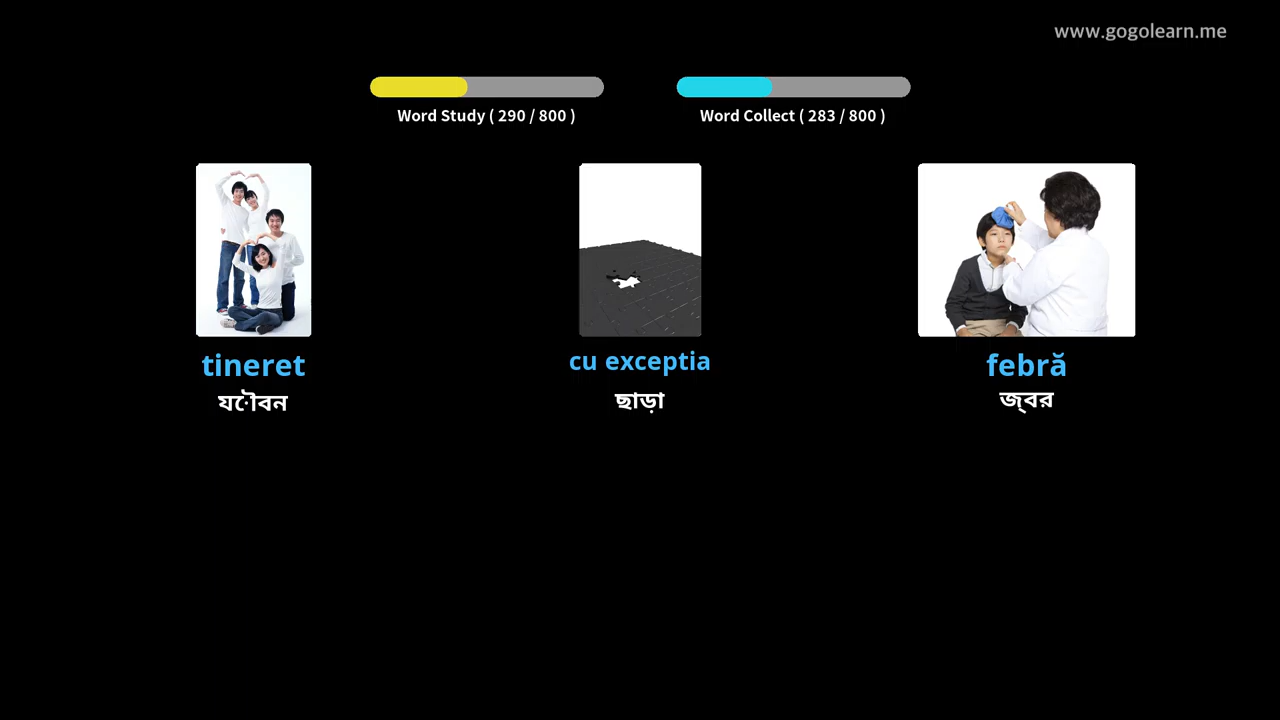 www.gogolearn.me
Word Study ( 290 / 800 )
Word Collect ( 283 / 800 )
tineret
cu exceptia
febră
যৌবন
ছাড়া
জ্বর